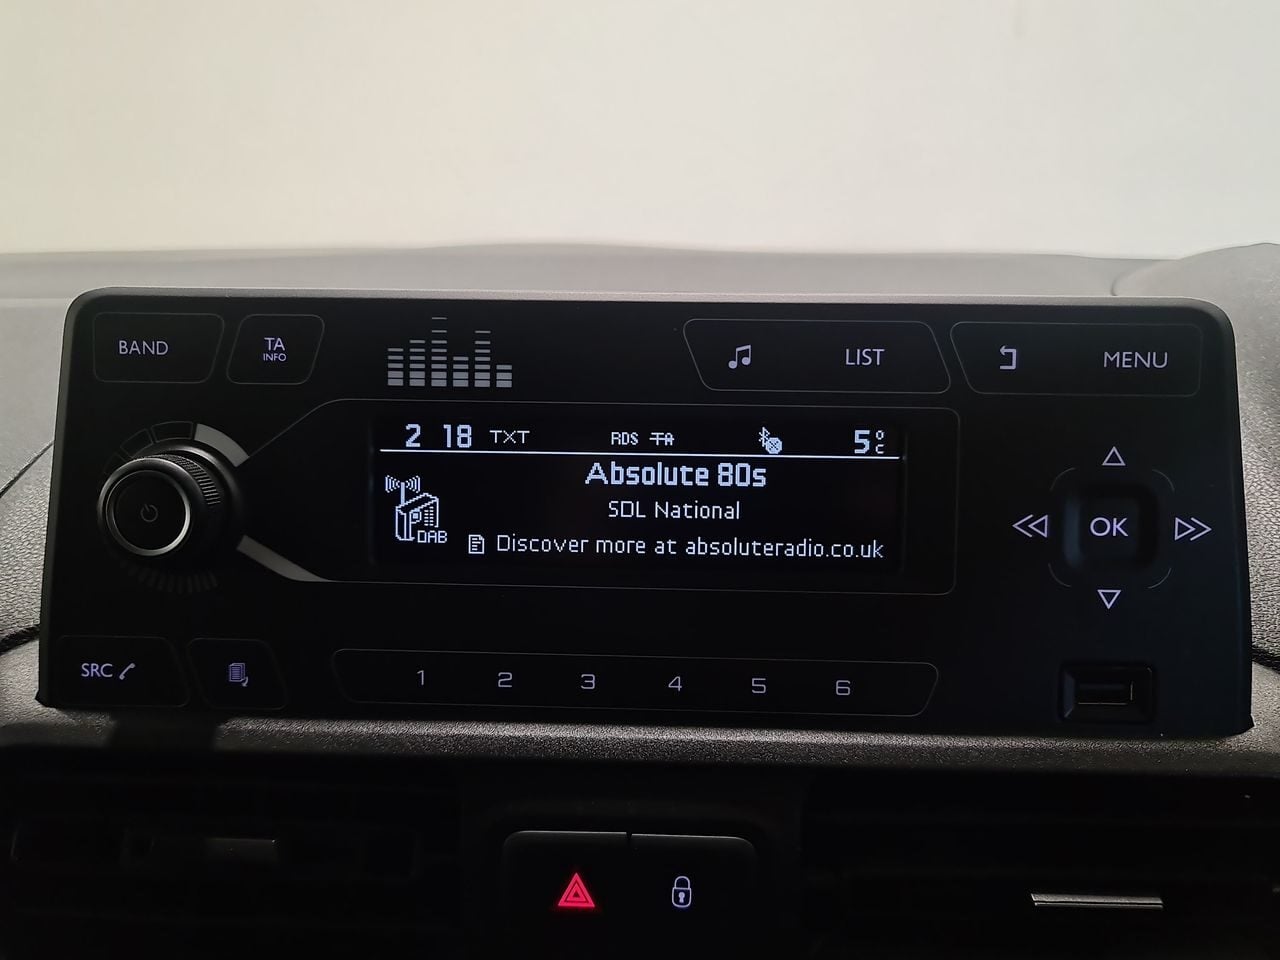 BAND
TA
INFO
LIST
MENU
2 18 TXT RDS TA 5°C
Absolute 80s
SDL National
DAB
Discover more at absoluteradio.co.uk
OK
SRC
1 2 3 4 5 6